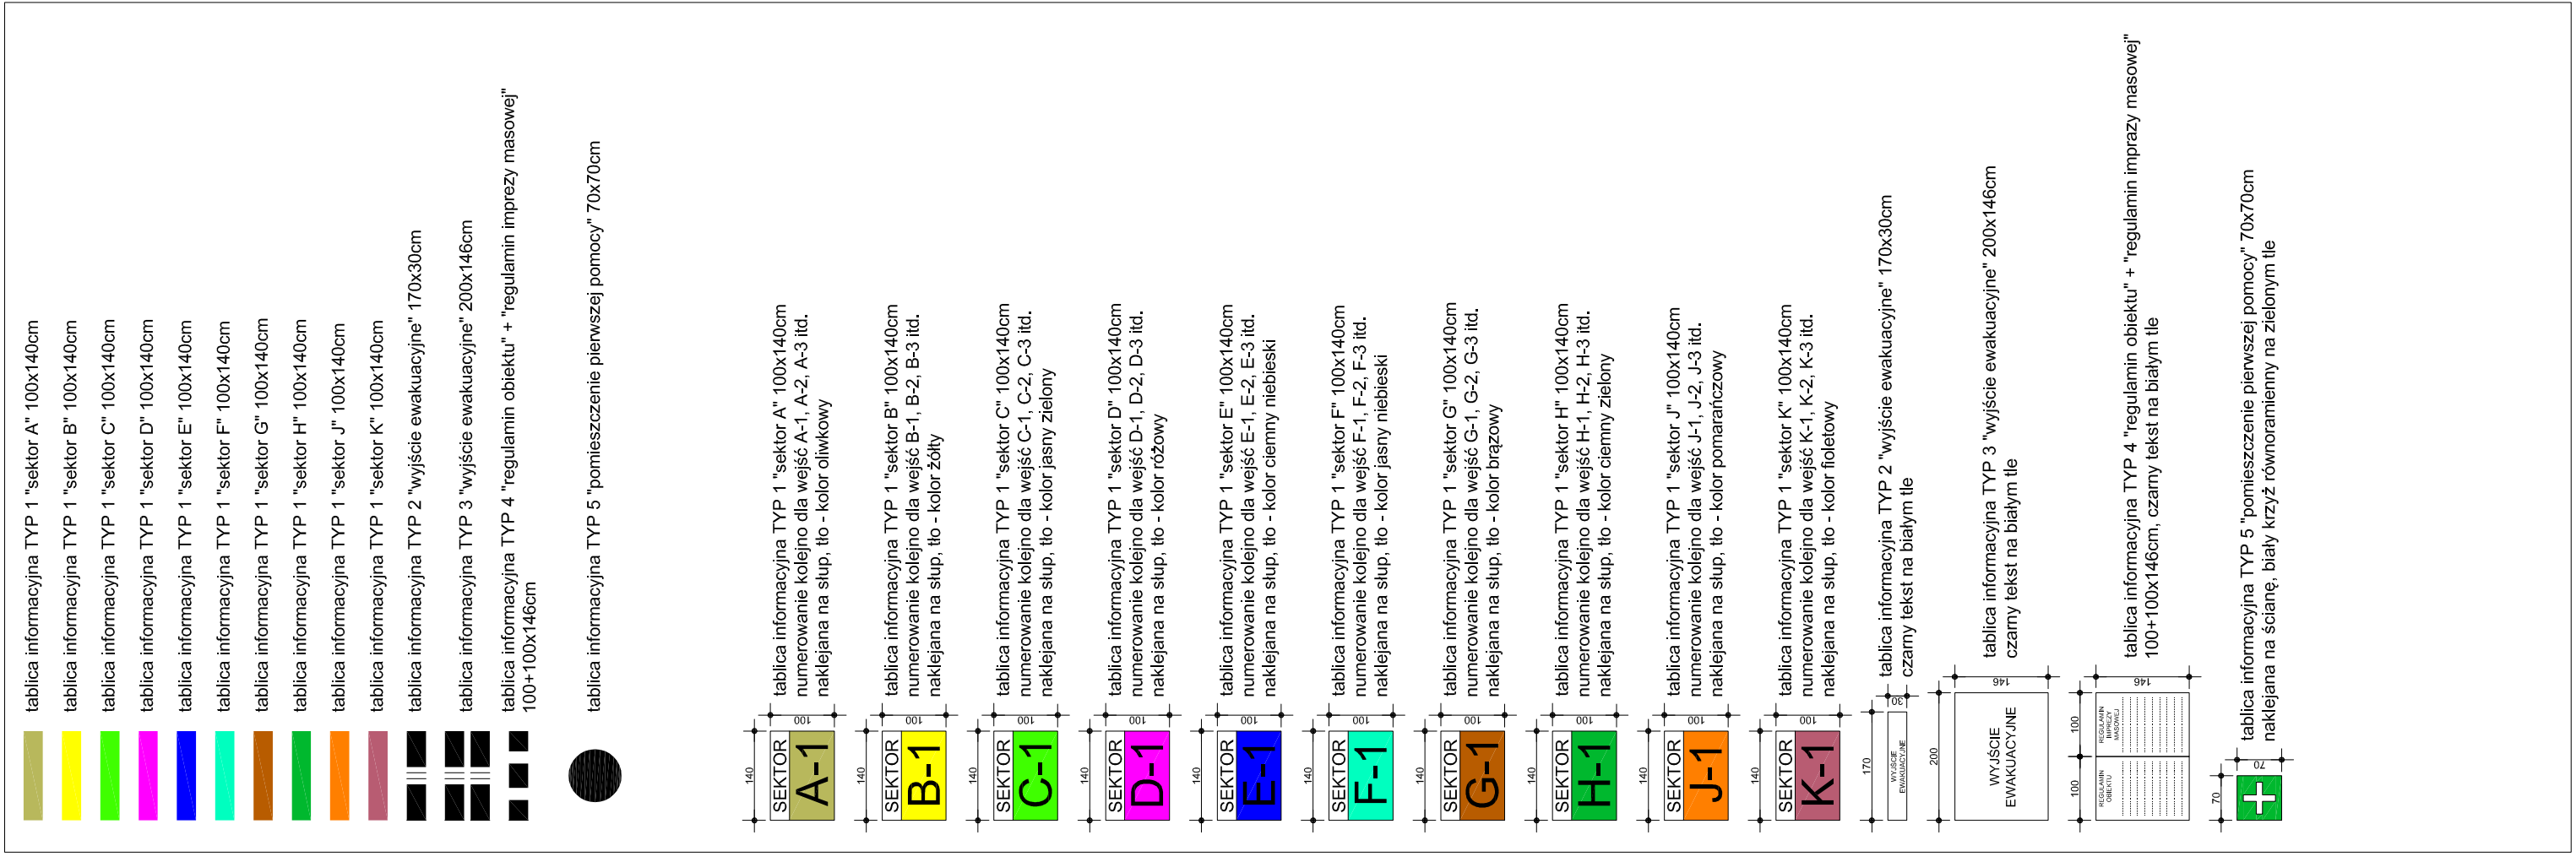 tablica informacyjna TYP 1 "sektor A" 100x140cm
tablica informacyjna TYP 1 "sektor B" 100x140cm
tablica informacyjna TYP 1 "sektor C" 100x140cm
tablica informacyjna TYP 1 "sektor D" 100x140cm
tablica informacyjna TYP 1 "sektor E" 100x140cm
tablica informacyjna TYP 1 "sektor F" 100x140cm
tablica informacyjna TYP 1 "sektor G" 100x140cm
tablica informacyjna TYP 1 "sektor H" 100x140cm
tablica informacyjna TYP 1 "sektor J" 100x140cm
tablica informacyjna TYP 1 "sektor K" 100x140cm
tablica informacyjna TYP 2 "wyjście ewakuacyjne" 170x30cm
tablica informacyjna TYP 3 "wyjście ewakuacyjne" 200x146cm
tablica informacyjna TYP 4 "regulamin obiektu" + "regulamin imprezy masowej"
100+100x146cm
tablica informacyjna TYP 5 "pomieszczenie pierwszej pomocy" 70x70cm
140
100
SEKTOR
A-1
tablica informacyjna TYP 1 "sektor A" 100x140cm
numerowanie kolejno dla wejść A-1, A-2, A-3 itd.
naklejana na słup, tło - kolor oliwkowy
140
100
SEKTOR
B-1
tablica informacyjna TYP 1 "sektor B" 100x140cm
numerowanie kolejno dla wejść B-1, B-2, B-3 itd.
naklejana na słup, tło - kolor żółty
140
100
SEKTOR
C-1
tablica informacyjna TYP 1 "sektor C" 100x140cm
numerowanie kolejno dla wejść C-1, C-2, C-3 itd.
naklejana na słup, tło - kolor jasny zielony
140
100
SEKTOR
D-1
tablica informacyjna TYP 1 "sektor D" 100x140cm
numerowanie kolejno dla wejść D-1, D-2, D-3 itd.
naklejana na słup, tło - kolor różowy
140
100
SEKTOR
E-1
tablica informacyjna TYP 1 "sektor E" 100x140cm
numerowanie kolejno dla wejść E-1, E-2, E-3 itd.
naklejana na słup, tło - kolor ciemny niebieski
140
100
SEKTOR
F-1
tablica informacyjna TYP 1 "sektor F" 100x140cm
numerowanie kolejno dla wejść F-1, F-2, F-3 itd.
naklejana na słup, tło - kolor jasny niebieski
140
100
SEKTOR
G-1
tablica informacyjna TYP 1 "sektor G" 100x140cm
numerowanie kolejno dla wejść G-1, G-2, G-3 itd.
naklejana na słup, tło - kolor brązowy
140
100
SEKTOR
H-1
tablica informacyjna TYP 1 "sektor H" 100x140cm
numerowanie kolejno dla wejść H-1, H-2, H-3 itd.
naklejana na słup, tło - kolor ciemny zielony
140
100
SEKTOR
J-1
tablica informacyjna TYP 1 "sektor J" 100x140cm
numerowanie kolejno dla wejść J-1, J-2, J-3 itd.
naklejana na słup, tło - kolor pomarańczowy
140
100
SEKTOR
K-1
tablica informacyjna TYP 1 "sektor K" 100x140cm
numerowanie kolejno dla wejść K-1, K-2, K-3 itd.
naklejana na słup, tło - kolor fioletowy
170
30
WYJŚCIE
EWAKUACYJNE
tablica informacyjna TYP 2 "wyjście ewakuacyjne" 170x30cm
czarny tekst na białym tle
200
146
WYJŚCIE
EWAKUACYJNE
tablica informacyjna TYP 3 "wyjście ewakuacyjne" 200x146cm
czarny tekst na białym tle
100
100
146
REGULAMIN
OBIEKTU
REGULAMIN
IMPREZY
MASOWEJ
tablica informacyjna TYP 4 "regulamin obiektu" + "regulamin imprazy masowej"
100+100x146cm, czarny tekst na białym tle
70
70
tablica informacyjna TYP 5 "pomieszczenie pierwszej pomocy" 70x70cm
naklejana na ścianę, biały krzyż równoramienny na zielonym tle